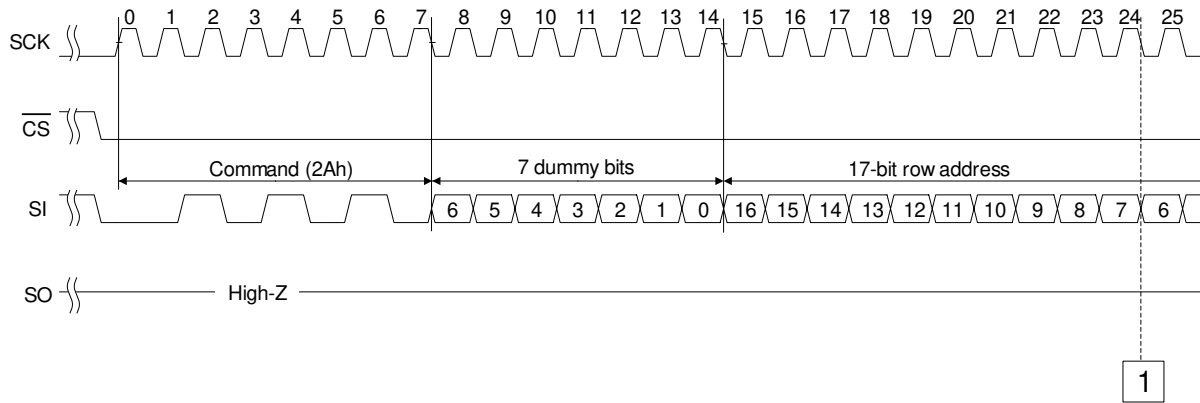 0 1 2 3 4 5 6 7 8 9 10 11 12 13 14 15 16 17 18 19 20 21 22 23 24 25
SCK
CS
Command (2Ah) 7 dummy bits 17-bit row address
SI 6 5 4 3 2 1 0 16 15 14 13 12 11 10 9 8 7 6
SO High-Z
1